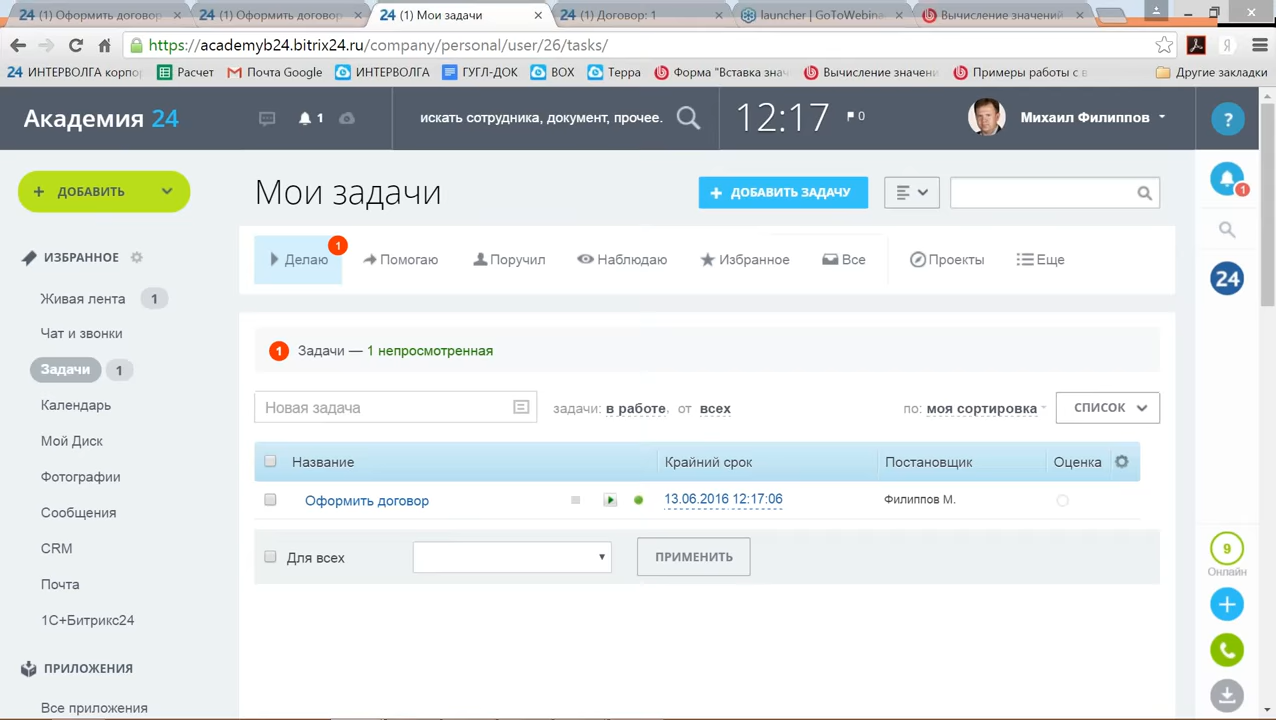 24 (1) Оформить договор
24 (1) Оформить договор
24 (1) Мои задачи
24 (1) Договор: 1
launcher | GoToWebina
Вычисление значений
https://academyb24.bitrix24.ru/company/personal/user/26/tasks/
24 ИНТЕРВОЛГА корпо
Расчет
Почта Google
ИНТЕРВОЛГА
ГУГЛ-ДОК
ВОХ
Терра
Форма "Вставка знач
Вычисление значени
Примеры работы с в
Другие закладки
Академия 24
1
искать сотрудника, документ, прочее.
12:17
0
Михаил Филиппов
?
+ ДОБАВИТЬ
Мои задачи
+ ДОБАВИТЬ ЗАДАЧУ
1
ИЗБРАННОЕ
Живая лента 1
Чат и звонки
Задачи 1
Календарь
Мой Диск
Фотографии
Сообщения
CRM
Почта
1С+Битрикс24
ПРИЛОЖЕНИЯ
Все приложения
Делаю 1
Помогаю
Поручил
Наблюдаю
Избранное
Все
Проекты
Еще
1 Задачи — 1 непросмотренная
Новая задача
задачи: в работе, от всех
по: моя сортировка
СПИСОК
Название Крайний срок Постановщик Оценка
Оформить договор 13.06.2016 12:17:06 Филиппов М.
Для всех
ПРИМЕНИТЬ
24
9
Онлайн